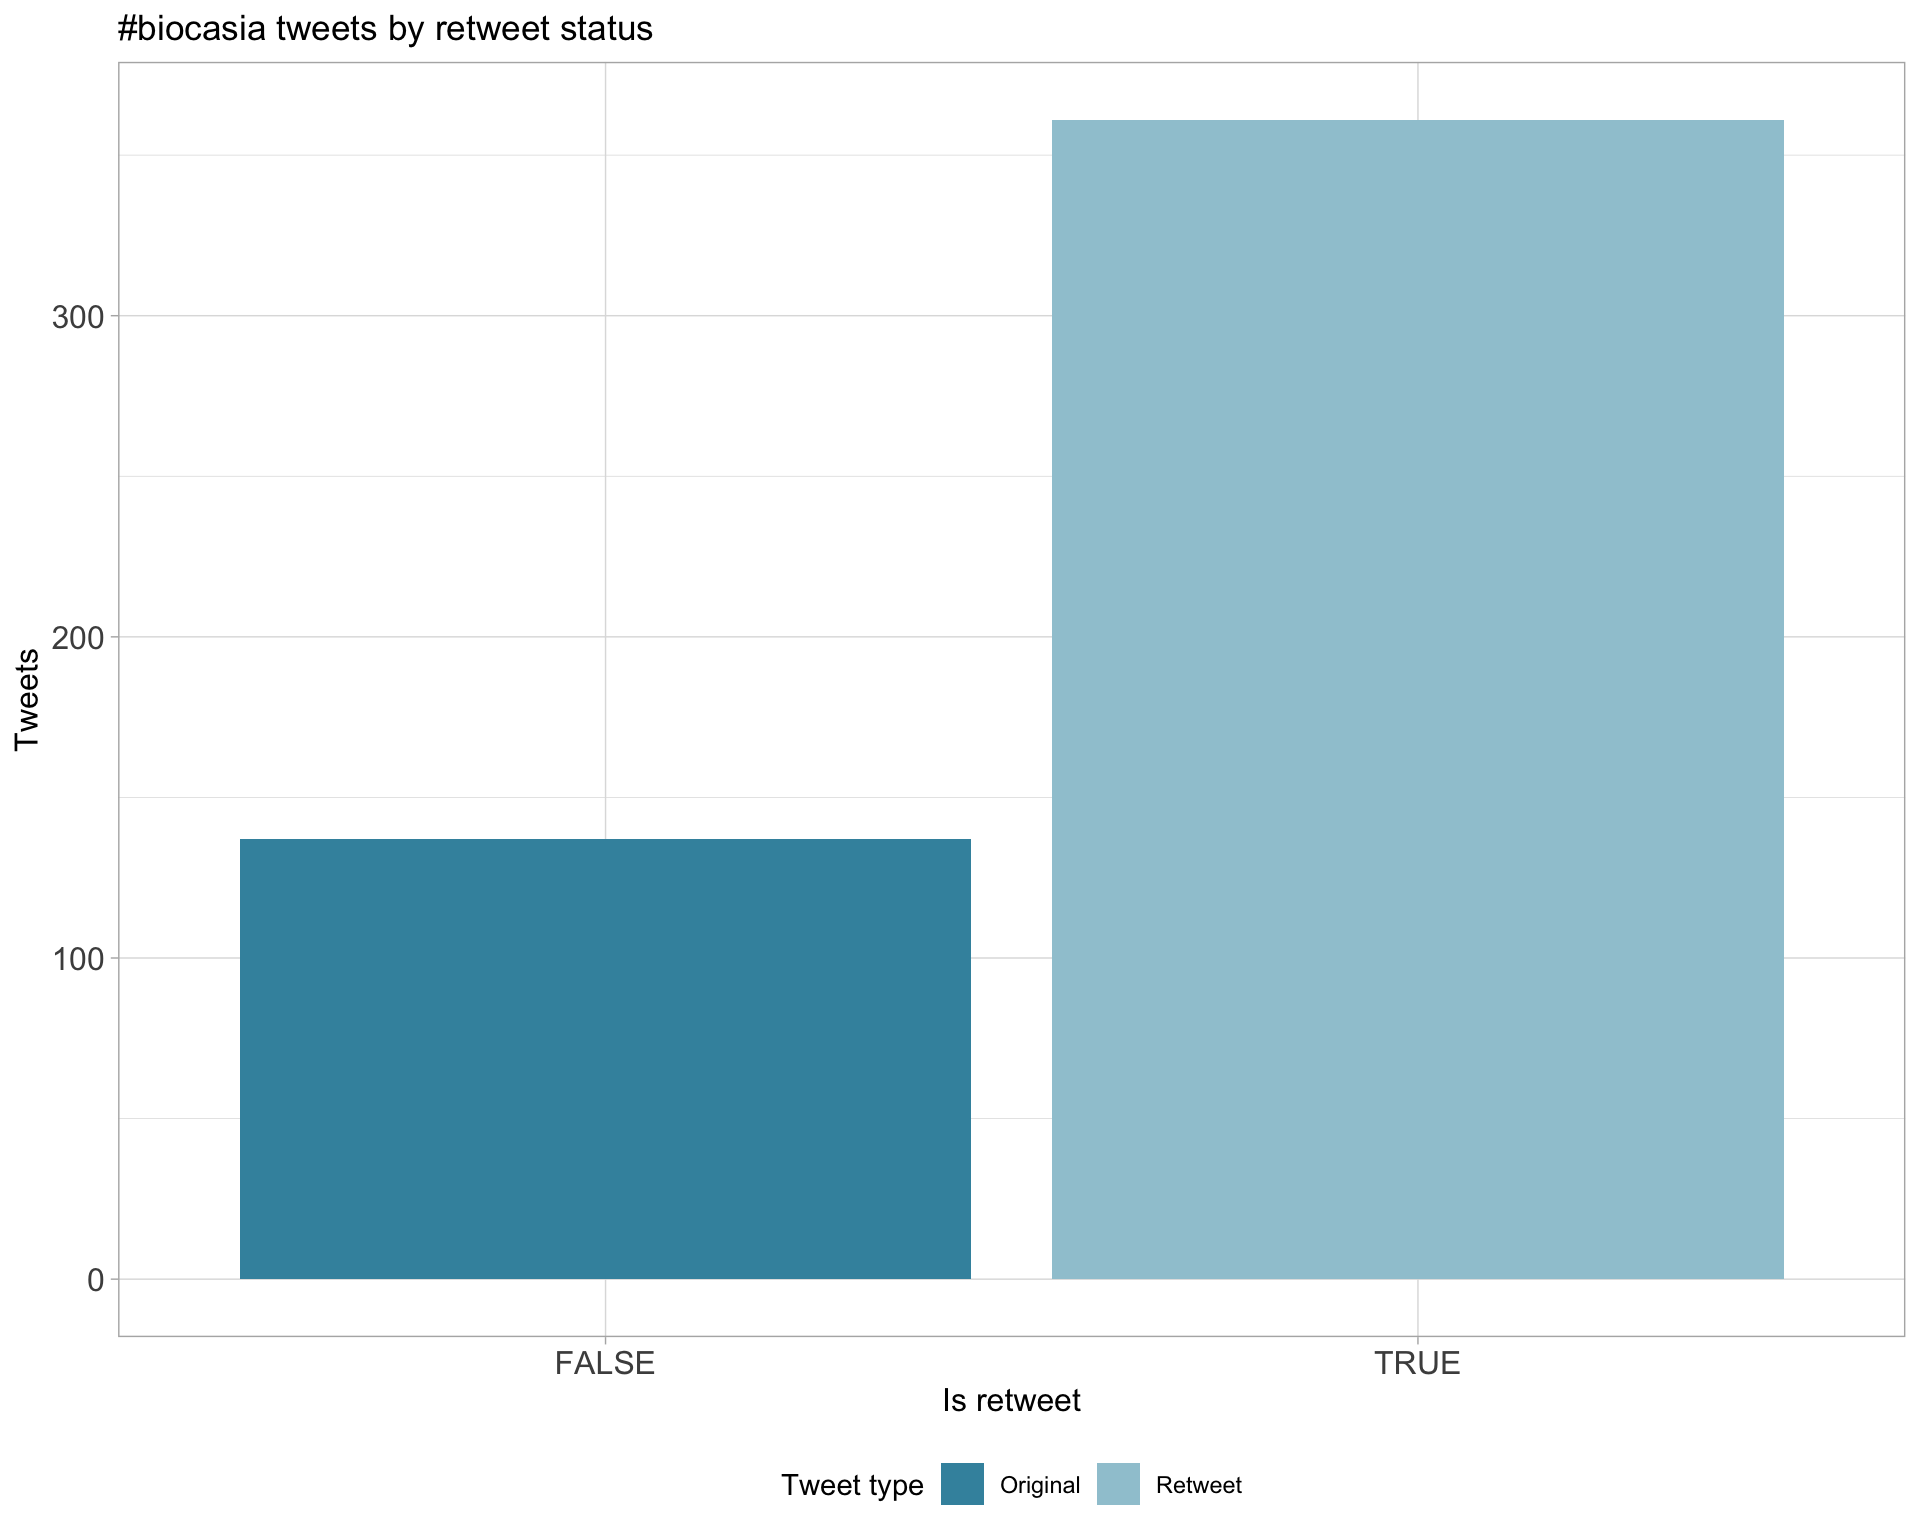 #biocasia tweets by retweet status
Tweets
300
200
100
0
FALSE
TRUE
Is retweet
Tweet type
Original
Retweet